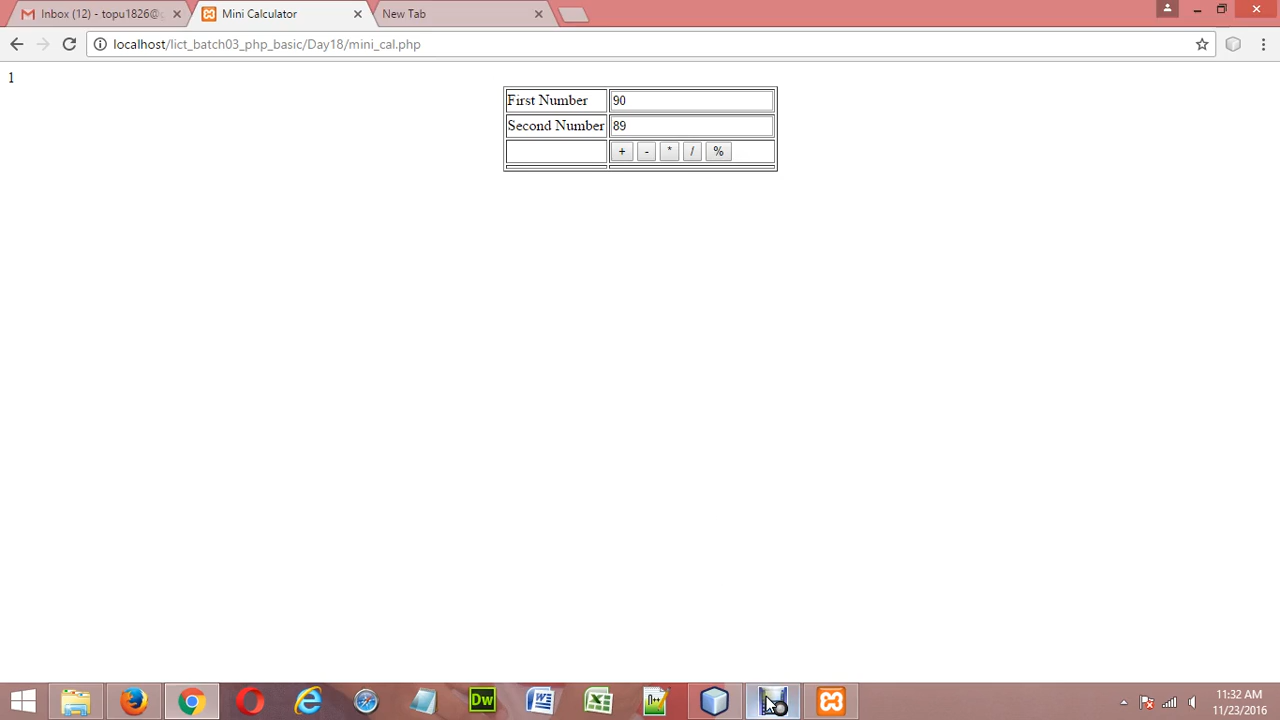 Inbox (12) - topu1826@g
Mini Calculator
New Tab
localhost/lict_batch03_php_basic/Day18/mini_cal.php
1
First Number 90
Second Number 89
+ - * / %
Dw
11:32 AM
11/23/2016